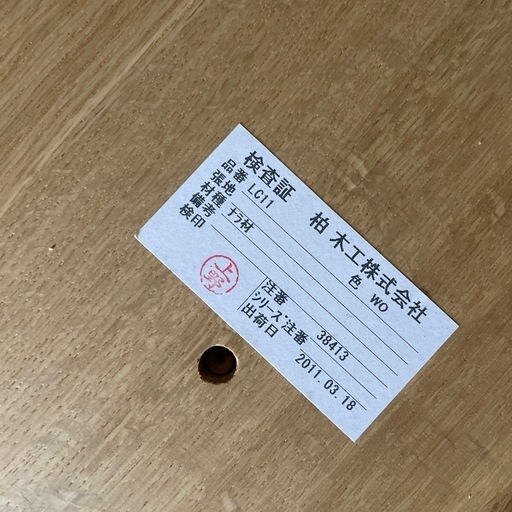 検査証 柏木工株式会社
品番 LC11 色 WO
張地
材種 ナラ材
備考
検印 上野
注番 38413
シリーズ注番
出荷日 2011.03.18